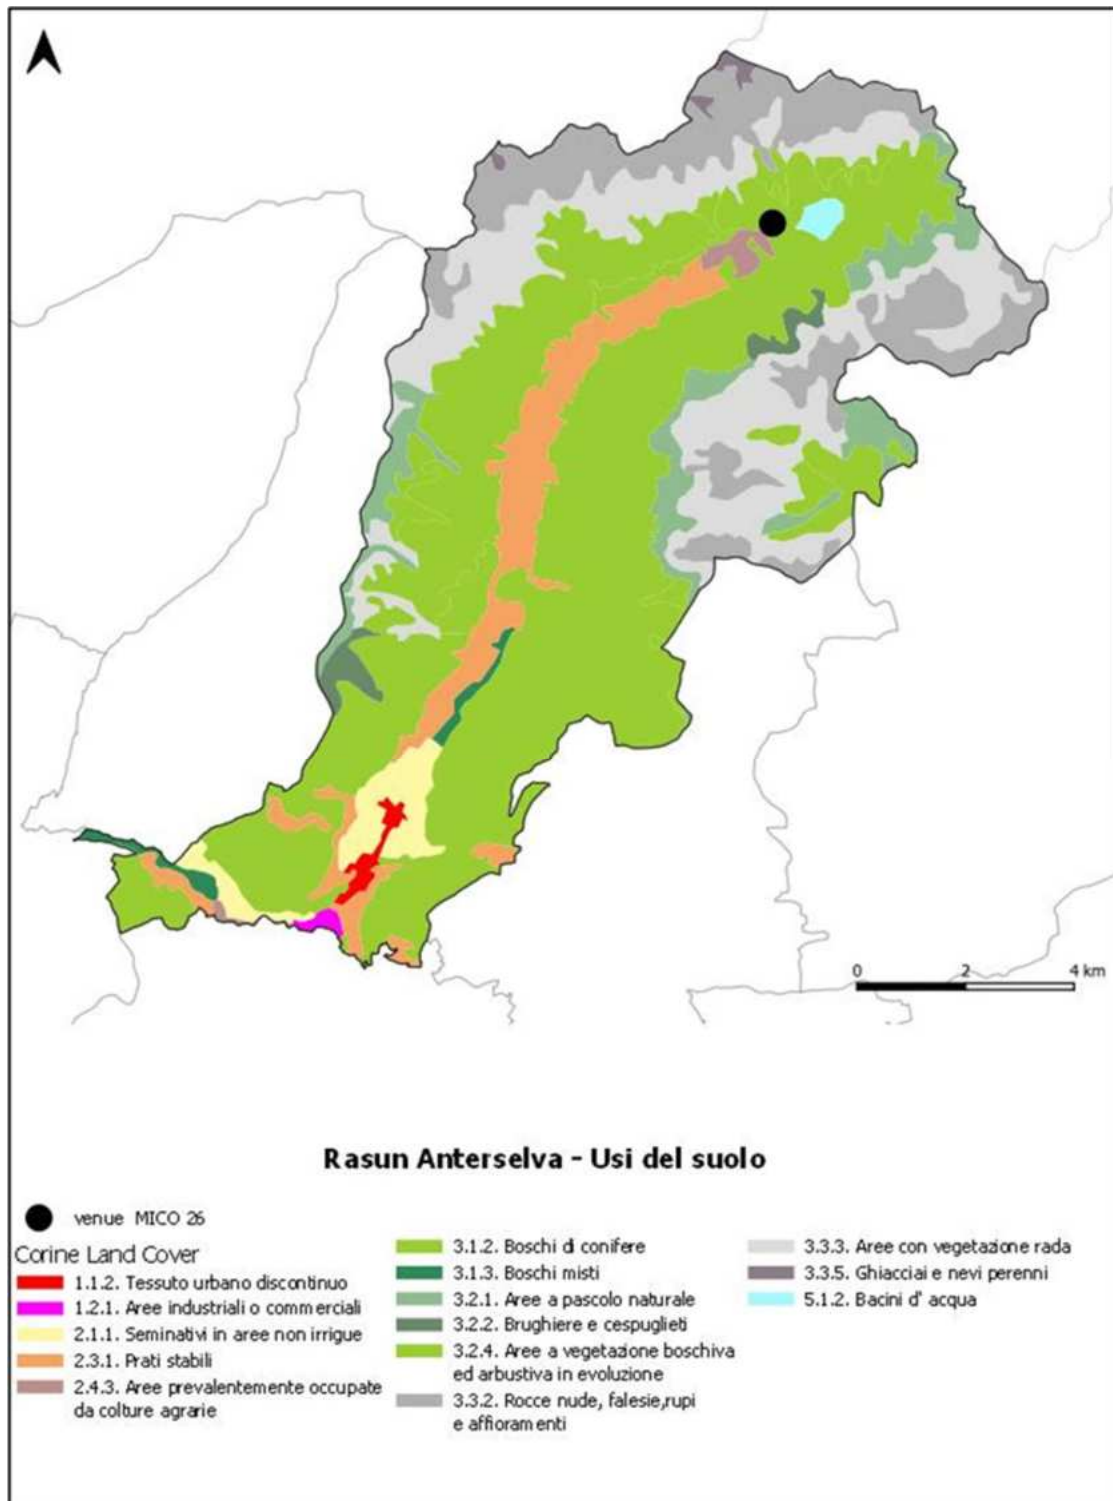 0 2 4 km
Rasun Anterselva - Usi del suolo
venue MICO 26
Corine Land Cover
1.1.2. Tessuto urbano discontinuo
1.2.1. Aree industriali o commerciali
2.1.1. Seminativi in aree non irrigue
2.3.1. Prati stabili
2.4.3. Aree prevalentemente occupate
da colture agrarie
3.1.2. Boschi di conifere
3.1.3. Boschi misti
3.2.1. Aree a pascolo naturale
3.2.2. Brughiere e cespuglieti
3.2.4. Aree a vegetazione boschiva
ed arbustiva in evoluzione
3.3.2. Rocce nude, falesie,rupi
e affioramenti
3.3.3. Aree con vegetazione rada
3.3.5. Ghiacciai e nevi perenni
5.1.2. Bacini d' acqua